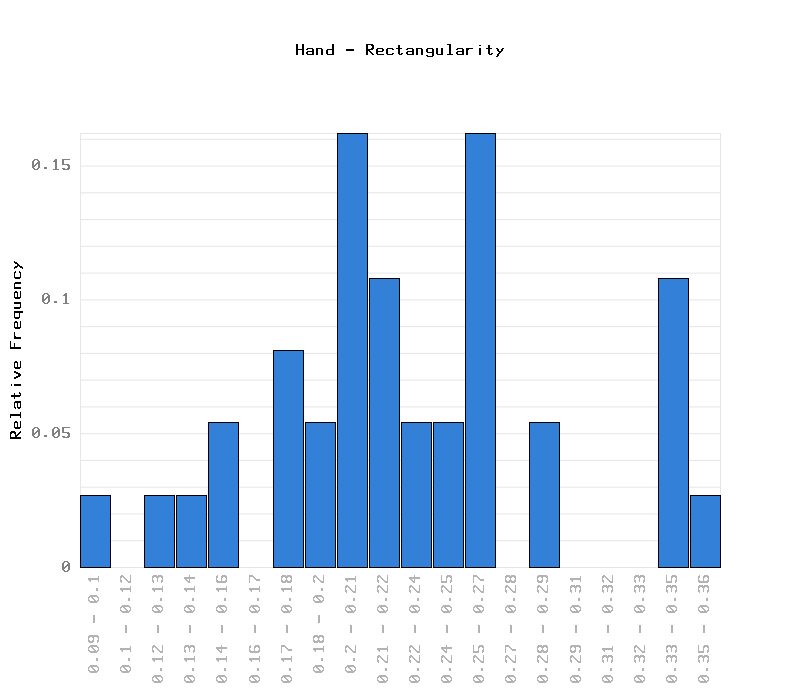 Hand - Rectangularity
Relative Frequency
0.15
0.1
0.05
0
0.09 - 0.1
0.1 - 0.12
0.12 - 0.13
0.13 - 0.14
0.14 - 0.16
0.16 - 0.17
0.17 - 0.18
0.18 - 0.2
0.2 - 0.21
0.21 - 0.22
0.22 - 0.24
0.24 - 0.25
0.25 - 0.27
0.27 - 0.28
0.28 - 0.29
0.29 - 0.31
0.31 - 0.32
0.32 - 0.33
0.33 - 0.35
0.35 - 0.36